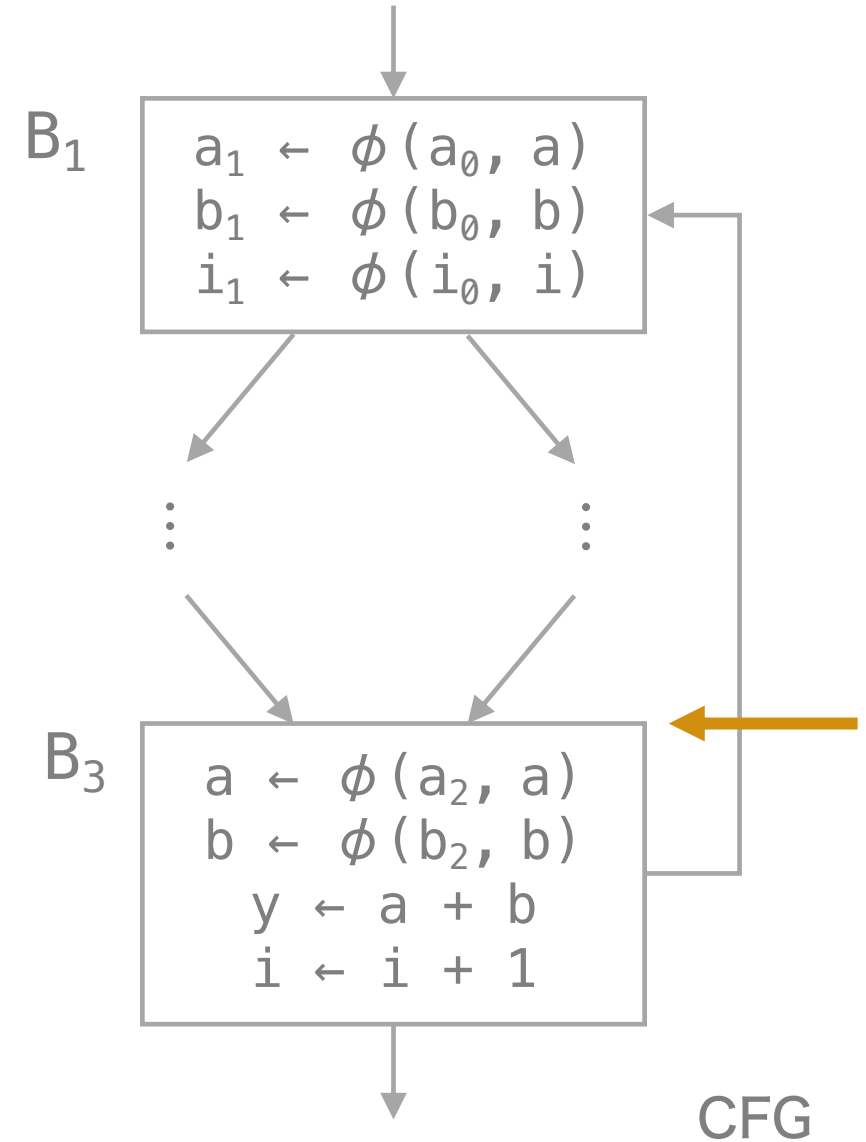 B₁
a₁ ← ϕ(a₀, a)
b₁ ← ϕ(b₀, b)
i₁ ← ϕ(i₀, i)
⋮ ⋮
B₃
a ← ϕ(a₂, a)
b ← ϕ(b₂, b)
y ← a + b
i ← i + 1
CFG